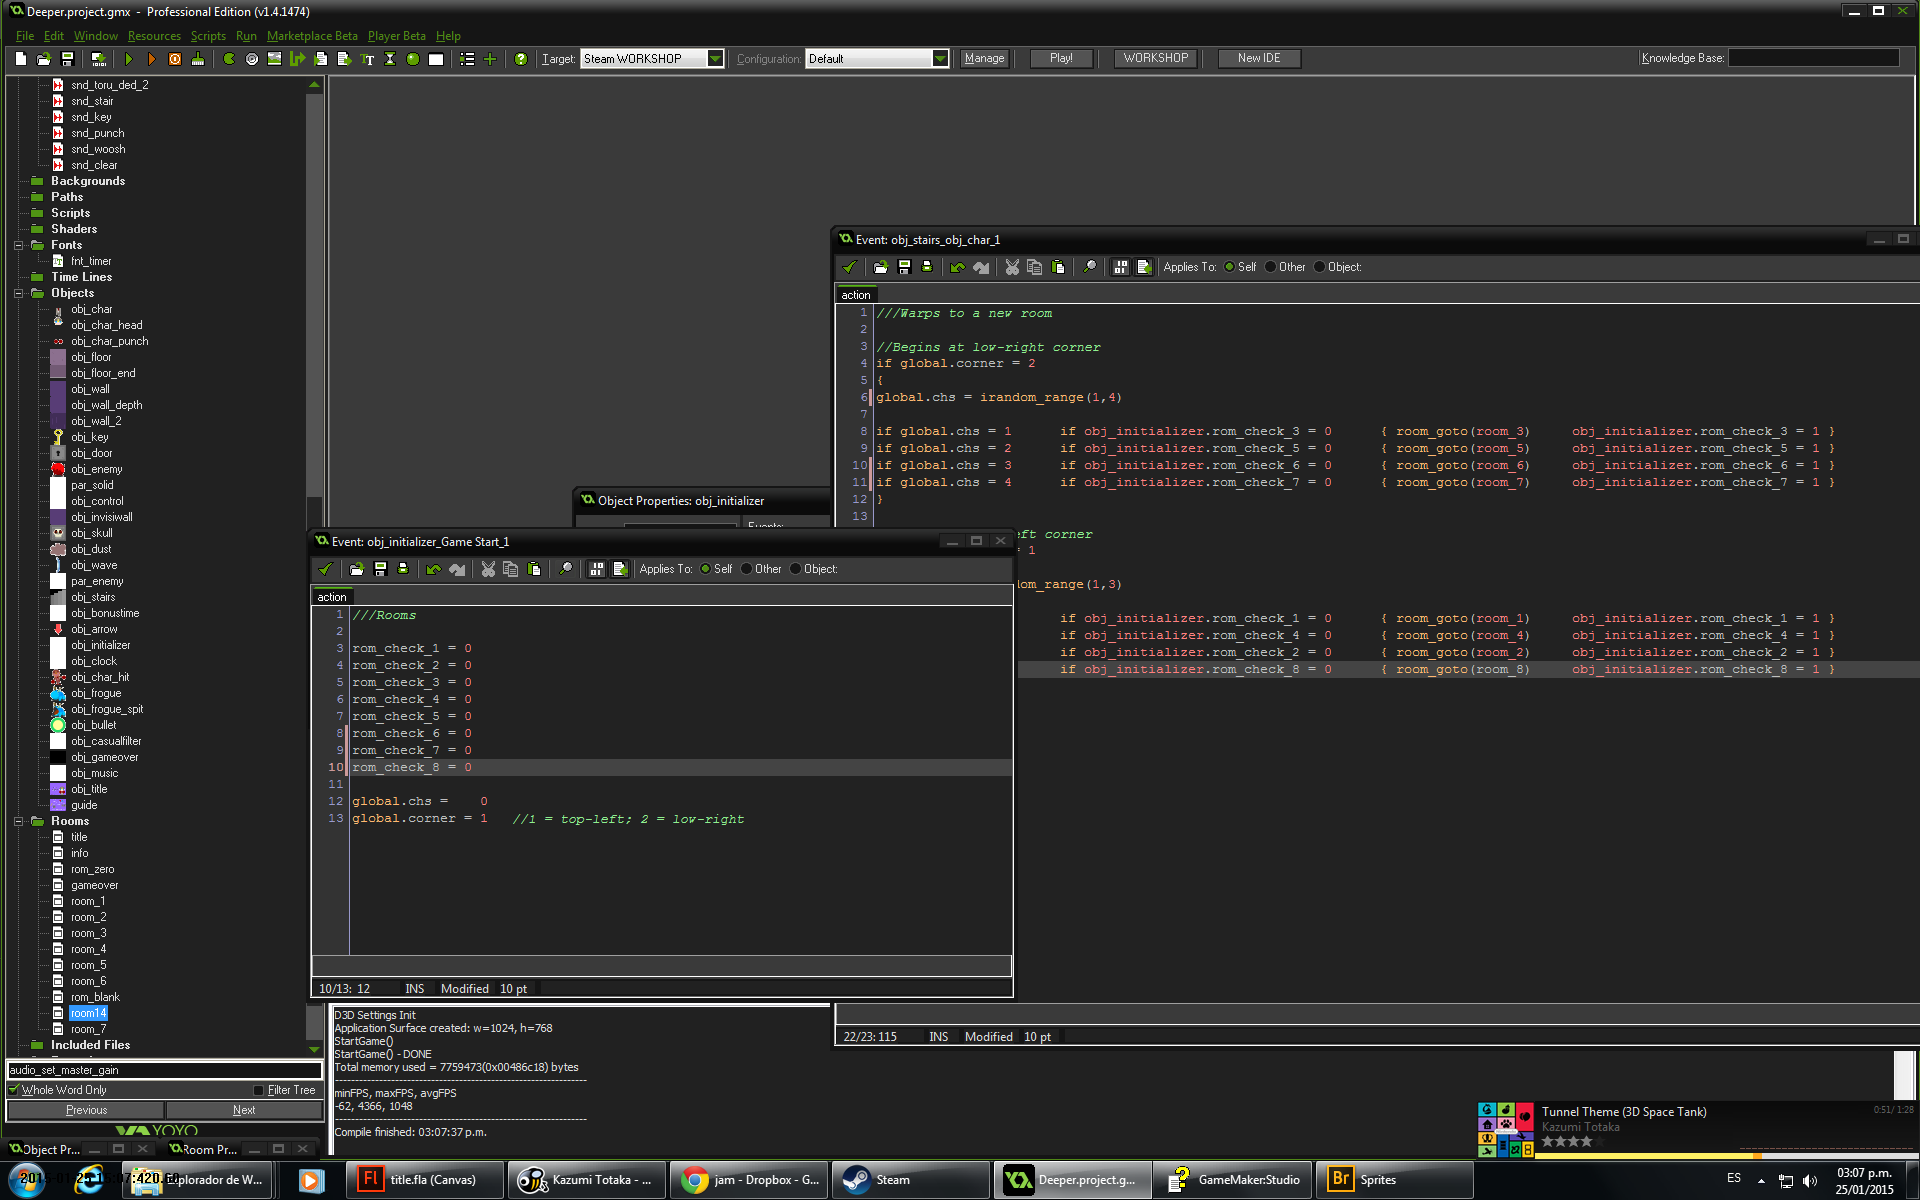 Deeper.project.gmx - Professional Edition (v1.4.1474)
File Edit Window Resources Scripts Run Marketplace Beta Player Beta Help
Target: Steam WORKSHOP Configuration: Default Manage Play! WORKSHOP New IDE Knowledge Base:
snd_toru_ded_2
snd_stair
snd_key
snd_punch
snd_woosh
snd_clear
Backgrounds
Paths
Scripts
Shaders
Fonts
fnt_timer
Time Lines
Objects
obj_char
obj_char_head
obj_char_punch
obj_floor
obj_floor_end
obj_wall
obj_wall_depth
obj_wall_2
obj_key
obj_door
obj_enemy
par_solid
obj_control
obj_invisiwall
obj_skull
obj_dust
obj_wave
par_enemy
obj_stairs
obj_bonustime
obj_arrow
obj_initializer
obj_clock
obj_char_hit
obj_frogue
obj_frogue_spit
obj_bullet
obj_casualfilter
obj_gameover
obj_music
obj_title
guide
Rooms
title
info
rom_zero
gameover
room_1
room_2
room_3
room_4
room_5
room_6
rom_blank
room14
room_7
Included Files
audio_set_master_gain
Whole Word Only Filter Tree
Previous Next
YOYO
Object Pr... Room Pr...
Event: obj_stairs_obj_char_1
Applies To: Self Other Object:
action
1 ///Warps to a new room
2
3 //Begins at low-right corner
4 if global.corner = 2
5 {
6 global.chs = irandom_range(1,4)
7
8 if global.chs = 1 if obj_initializer.rom_check_3 = 0 { room_goto(room_3) obj_initializer.rom_check_3 = 1 }
9 if global.chs = 2 if obj_initializer.rom_check_5 = 0 { room_goto(room_5) obj_initializer.rom_check_5 = 1 }
10 if global.chs = 3 if obj_initializer.rom_check_6 = 0 { room_goto(room_6) obj_initializer.rom_check_6 = 1 }
11 if global.chs = 4 if obj_initializer.rom_check_7 = 0 { room_goto(room_7) obj_initializer.rom_check_7 = 1 }
12 }
13
eft corner
= 1
dom_range(1,3)
if obj_initializer.rom_check_1 = 0 { room_goto(room_1) obj_initializer.rom_check_1 = 1 }
if obj_initializer.rom_check_4 = 0 { room_goto(room_4) obj_initializer.rom_check_4 = 1 }
if obj_initializer.rom_check_2 = 0 { room_goto(room_2) obj_initializer.rom_check_2 = 1 }
if obj_initializer.rom_check_8 = 0 { room_goto(room_8) obj_initializer.rom_check_8 = 1 }
22/23: 115 INS Modified 10 pt
Object Properties: obj_initializer
Events:
Event: obj_initializer_Game Start_1
Applies To: Self Other Object:
action
1 ///Rooms
2
3 rom_check_1 = 0
4 rom_check_2 = 0
5 rom_check_3 = 0
6 rom_check_4 = 0
7 rom_check_5 = 0
8 rom_check_6 = 0
9 rom_check_7 = 0
10 rom_check_8 = 0
11
12 global.chs = 0
13 global.corner = 1 //1 = top-left; 2 = low-right
10/13: 12 INS Modified 10 pt
D3D Settings Init
Application Surface created: w=1024, h=768
StartGame()
StartGame() - DONE
Total memory used = 7759473(0x00486c18) bytes
minFPS, maxFPS, avgFPS
-62, 4366, 1048
Compile finished: 03:07:37 p.m.
Tunnel Theme (3D Space Tank) 0:51/ 1:28
Kazumi Totaka
Explorador de W... title.fla (Canvas) Kazumi Totaka - ... jam - Dropbox - G... Steam Deeper.project.g... GameMaker:Studio Sprites ES 03:07 p.m.
25/01/2015